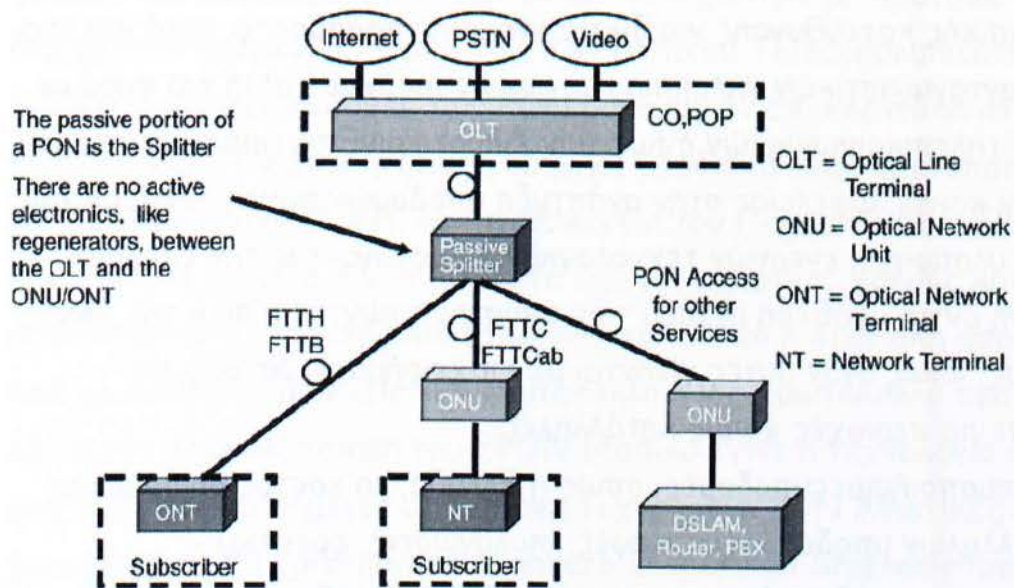 Internet PSTN Video
OLT
CO,POP
The passive portion of
a PON is the Splitter
There are no active
electronics, like
regenerators, between
the OLT and the
ONU/ONT
Passive
Splitter
OLT = Optical Line
Terminal
ONU = Optical Network
Unit
ONT = Optical Network
Terminal
NT = Network Terminal
FTTH
FTTB
FTTC
FTTCab
PON Access
for other
Services
ONU
ONU
ONT
Subscriber
NT
Subscriber
DSLAM,
Router, PBX